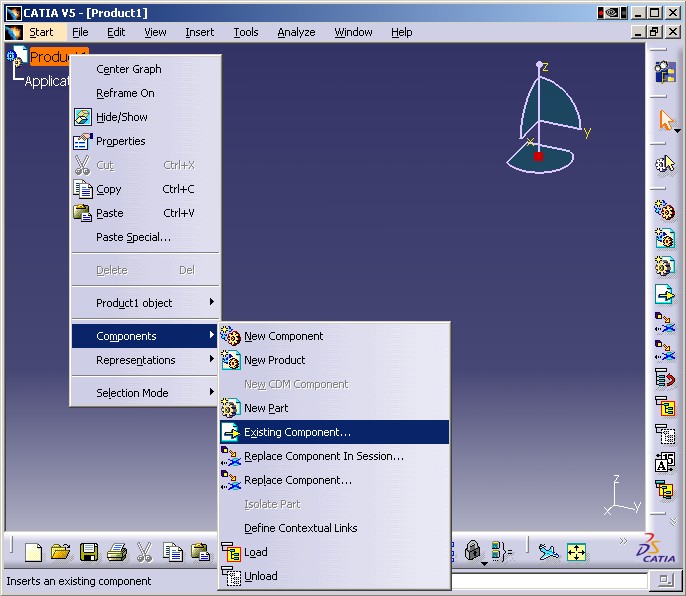 CATIA V5 - [Product1]
Start File Edit View Insert Tools Analyze Window Help
Product1
Applicat
Center Graph
Reframe On
Hide/Show
Properties
Cut Ctrl+X
Copy Ctrl+C
Paste Ctrl+V
Paste Special...
Delete Del
Product1 object
Components
Representations
Selection Mode
New Component
New Product
New CDM Component
New Part
Existing Component...
Replace Component In Session...
Replace Component...
Isolate Part
Define Contextual Links
Load
Unload
z
y
x
z
y
x
CATIA
Inserts an existing component